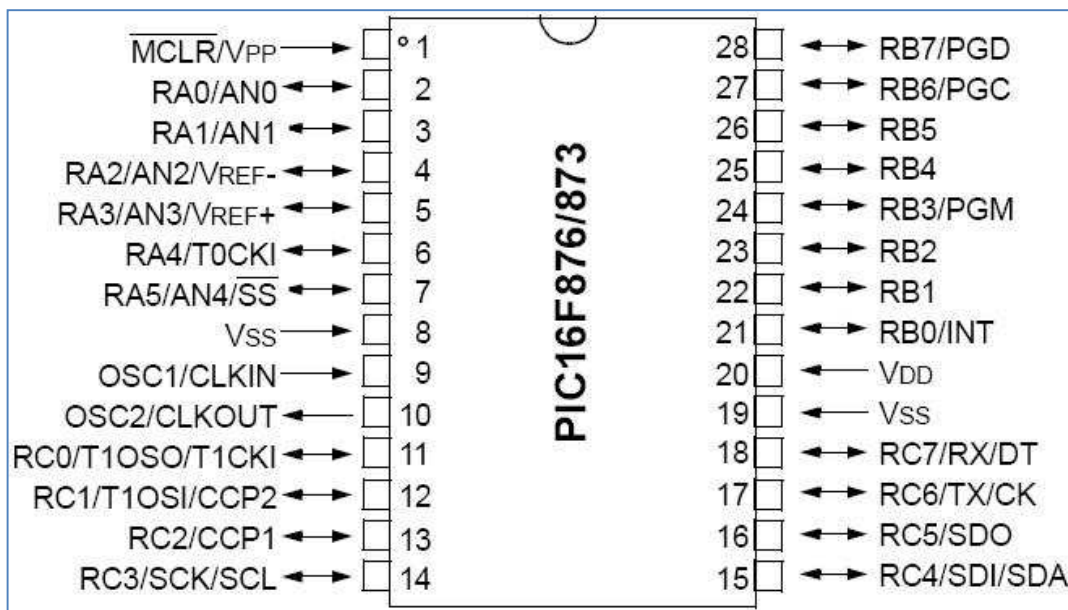 MCLR/VPP 1
RA0/AN0 2
RA1/AN1 3
RA2/AN2/VREF- 4
RA3/AN3/VREF+ 5
RA4/T0CKI 6
RA5/AN4/SS 7
VSS 8
OSC1/CLKIN 9
OSC2/CLKOUT 10
RC0/T1OSO/T1CKI 11
RC1/T1OSI/CCP2 12
RC2/CCP1 13
RC3/SCK/SCL 14
PIC16F876/873
28 RB7/PGD
27 RB6/PGC
26 RB5
25 RB4
24 RB3/PGM
23 RB2
22 RB1
21 RB0/INT
20 VDD
19 VSS
18 RC7/RX/DT
17 RC6/TX/CK
16 RC5/SDO
15 RC4/SDI/SDA